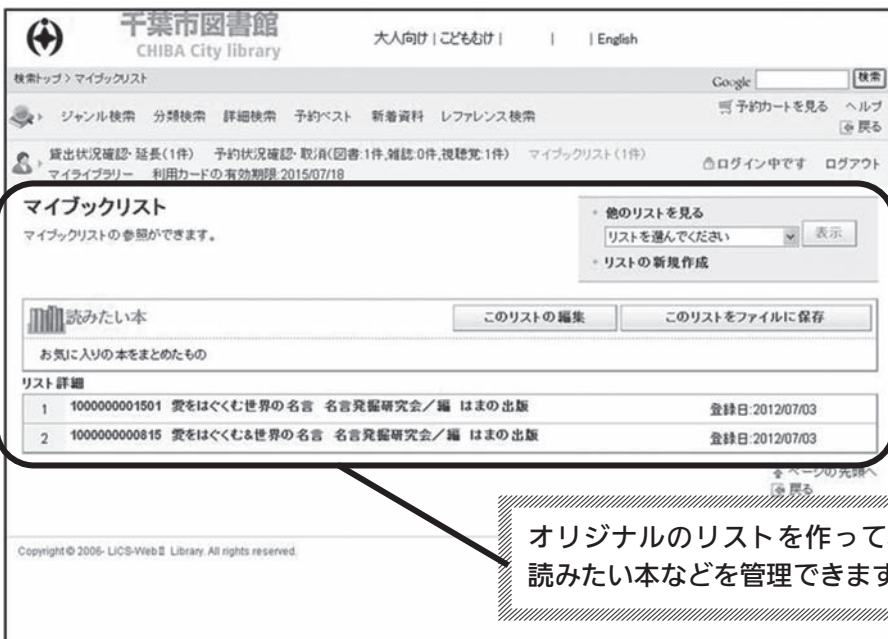 千葉市図書館
CHIBA City library
大人向け | こどもむけ | | | English
検索トップ > マイブックリスト
Google 検索
ジャンル検索 分類検索 詳細検索 予約ベスト 新着資料 レファレンス検索
予約カートを見る ヘルプ
戻る
貸出状況確認・延長(1件) 予約状況確認・取消(図書:1件,雑誌:0件,視聴覚:1件) マイブックリスト(1件)
マイライブラリー 利用カードの有効期限:2015/07/18
ログイン中です ログアウト
マイブックリスト
マイブックリストの参照ができます。
他のリストを見る
リストを選んでください 表示
リストの新規作成
読みたい本 このリストの編集 このリストをファイルに保存
お気に入りの本をまとめたもの
リスト詳細
1 1000000001501 愛をはぐくむ世界の名言 名言発掘研究会/編 はまの出版 登録日:2012/07/03
2 1000000000815 愛をはぐくむ&世界の名言 名言発掘研究会/編 はまの出版 登録日:2012/07/03
ページの先頭へ
戻る
オリジナルのリストを作って
読みたい本などを管理できます
Copyright © 2006- LiCS-WebⅡ Library. All rights reserved.